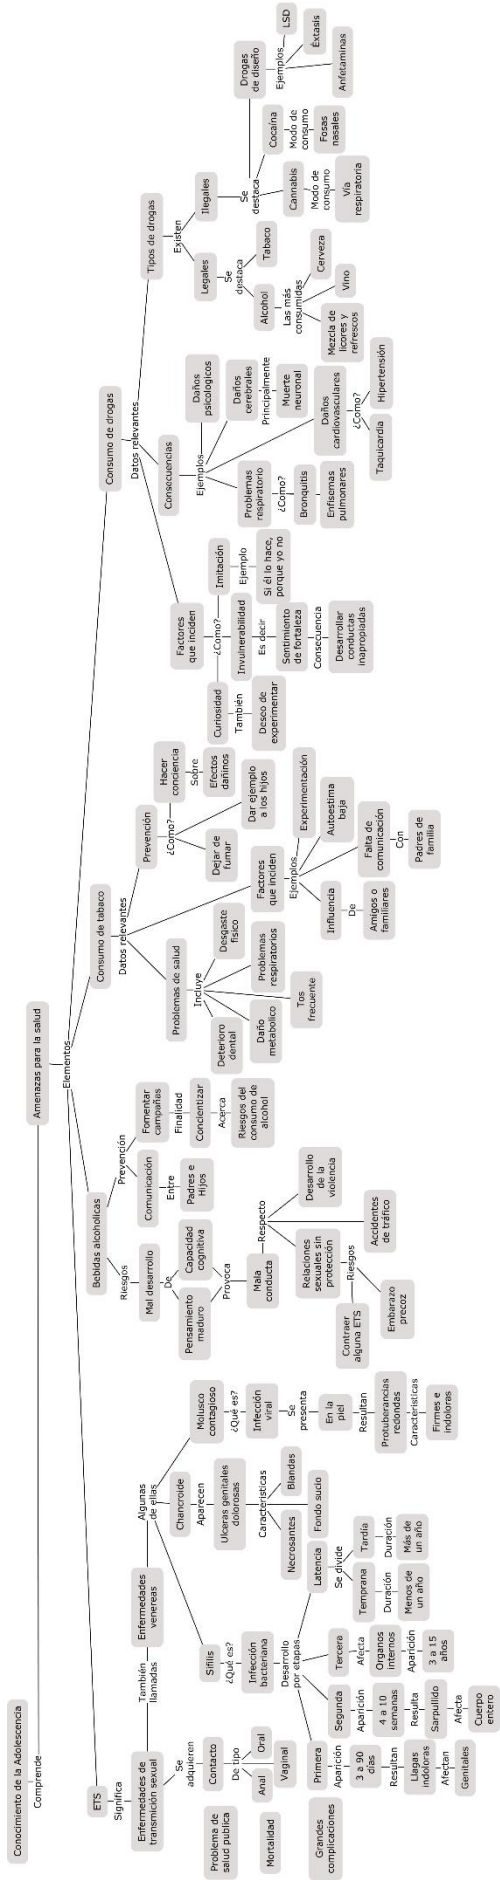 Conocimiento de la Adolescencia
Comprende
Amenazas para la salud
Elementos
ETS
Significa
Enfermedades de
transmición sexual
También
llamadas
Enfermedades
venereas
Algunas
de ellas
Se
adquieren
Contacto
De tipo
Anal
Oral
Vaginal
Problema de
salud publica
Mortalidad
Grandes
complicaciones
Sifilis
¿Qué es?
Infección
bacteriana
Desarrollo
por etapas
Primera
Aparición
3 a 90
días
Resultan
Llagas
indoloras
Afectan
Genitales
Segunda
Aparición
4 a 10
semanas
Resulta
Sarpullido
Afecta
Cuerpo
entero
Tercera
Afecta
Organos
internos
Aparición
3 a 15
años
Latencia
Se divide
Temprana
Duración
Menos de
un año
Tardía
Duración
Más de
un año
Chancroide
Aparecen
Ulceras genitales
dolorosas
Características
Necrosantes
Fondo sucio
Blandas
Molusco
contagioso
¿Qué es?
Infección
viral
Se
presenta
En la
piel
Resultan
Protuberancias
redondas
Características
Firmes e
indoloras
Bebidas alcoholicas
Riesgos
Mal desarrollo
De
Pensamiento
maduro
Capacidad
cognitiva
Provoca
Mala
conducta
Respecto
Relaciones
sexuales sin
protección
Riesgos
Contraer
alguna ETS
Embarazo
precoz
Accidentes
de tráfico
Desarrollo
de la
violencia
Prevención
Comunicación
Entre
Padres e
Hijos
Fomentar
campañas
Finalidad
Concientizar
Acerca
Riesgos del
consumo de
alcohol
Consumo de tabaco
Datos relevantes
Problemas de salud
Incluye
Deterioro
dental
Daño
metabolico
Tos
frecuente
Problemas
respiratorios
Desgaste
físico
Factores
que inciden
Ejemplos
Influencia
De
Amigos o
familiares
Falta de
comunicación
Con
Padres de
familia
Autoestima
baja
Experimentación
Prevención
¿Como?
Dejar de
fumar
Dar ejemplo
a los hijos
Hacer
conciencia
Sobre
Efectos
dañinos
Consumo de drogas
Datos relevantes
Factores
que inciden
¿Como?
Curiosidad
También
Deseo de
experimentar
Invulnerabilidad
Es decir
Sentimiento
de fortaleza
Consecuencia
Desarrollar
conductas
inapropiadas
Imitación
Ejemplo
Si él lo hace,
porque yo no
Consecuencias
Ejemplos
Problemas
respiratorio
¿Como?
Bronquitis
Enfisemas
pulmonares
Daños
cardiovasculares
¿Como?
Taquicardia
Hipertensión
Daños
cerebrales
Principalmente
Muerte
neuronal
Daños
psicologicos
Tipos de drogas
Existen
Legales
Se
destaca
Alcohol
Las más
consumidas
Mezcla de
licores y
refrescos
Vino
Cerveza
Tabaco
Ilegales
Se
destaca
Cannabis
Modo de
consumo
Vía
respiratoria
Cocaína
Modo de
consumo
Fosas
nasales
Drogas
de diseño
Ejemplos
Anfetaminas
Éxtasis
LSD